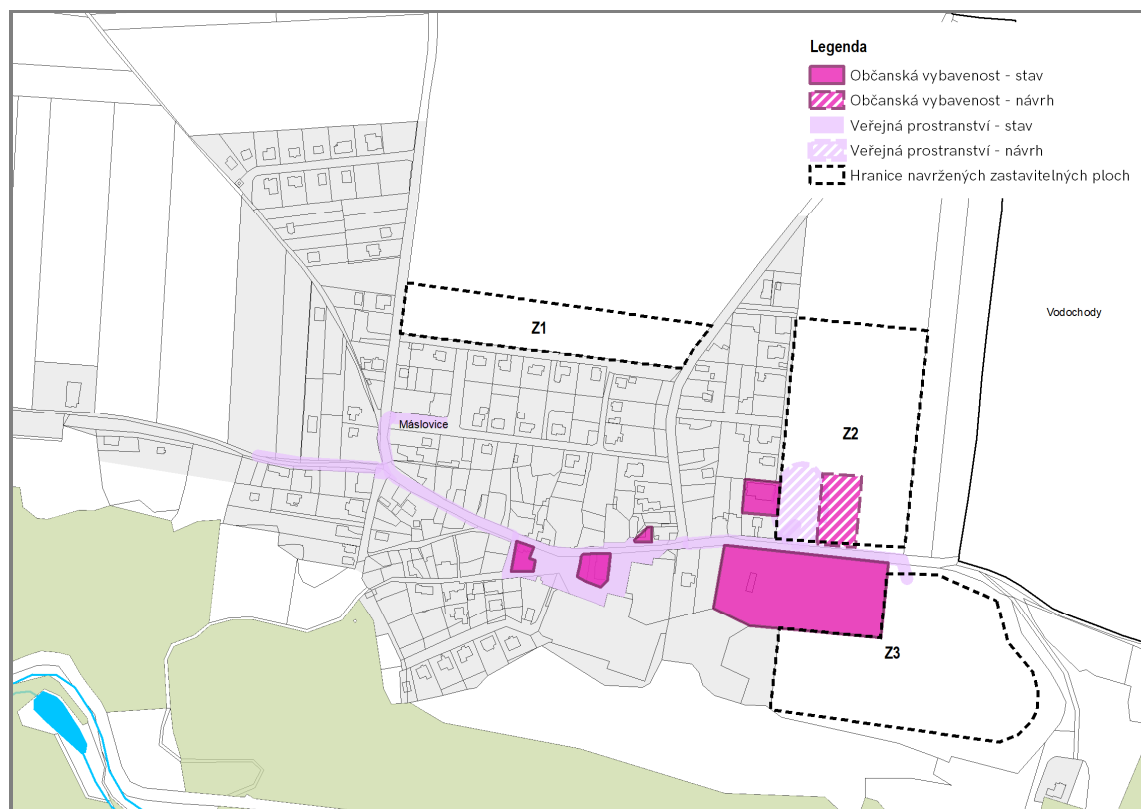 Legenda
Občanská vybavenost - stav
Občanská vybavenost - návrh
Veřejná prostranství - stav
Veřejná prostranství - návrh
Hranice navržených zastavitelných ploch
Vodochody
Z1
Máslovice
Z2
Z3